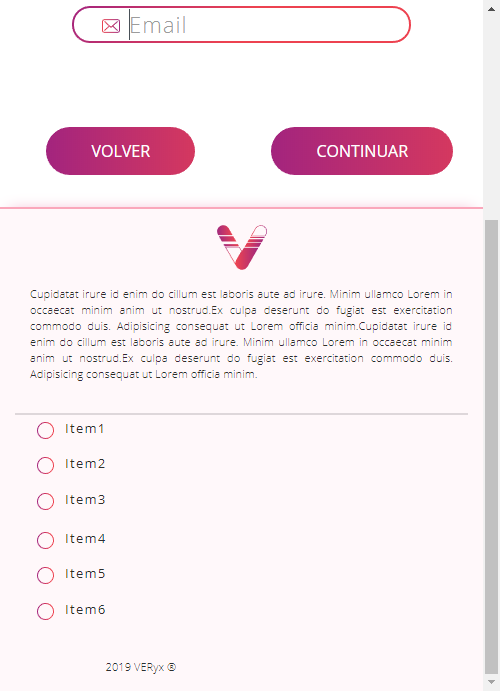 Email
VOLVER
CONTINUAR
Cupidatat irure id enim do cillum est laboris aute ad irure. Minim ullamco Lorem in
occaecat minim anim ut nostrud.Ex culpa deserunt do fugiat est exercitation
commodo duis. Adipisicing consequat ut Lorem officia minim.Cupidatat irure id
enim do cillum est laboris aute ad irure. Minim ullamco Lorem in occaecat minim
anim ut nostrud.Ex culpa deserunt do fugiat est exercitation commodo duis.
Adipisicing consequat ut Lorem officia minim.
Item1
Item2
Item3
Item4
Item5
Item6
2019 VERyx ®